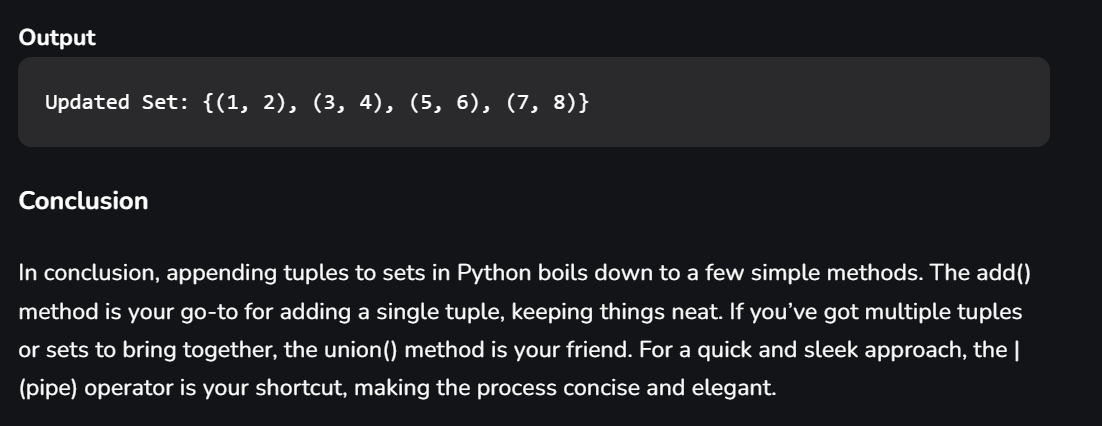 Output
Updated Set: {(1, 2), (3, 4), (5, 6), (7, 8)}
Conclusion
In conclusion, appending tuples to sets in Python boils down to a few simple methods. The add()
method is your go-to for adding a single tuple, keeping things neat. If you’ve got multiple tuples
or sets to bring together, the union() method is your friend. For a quick and sleek approach, the |
(pipe) operator is your shortcut, making the process concise and elegant.